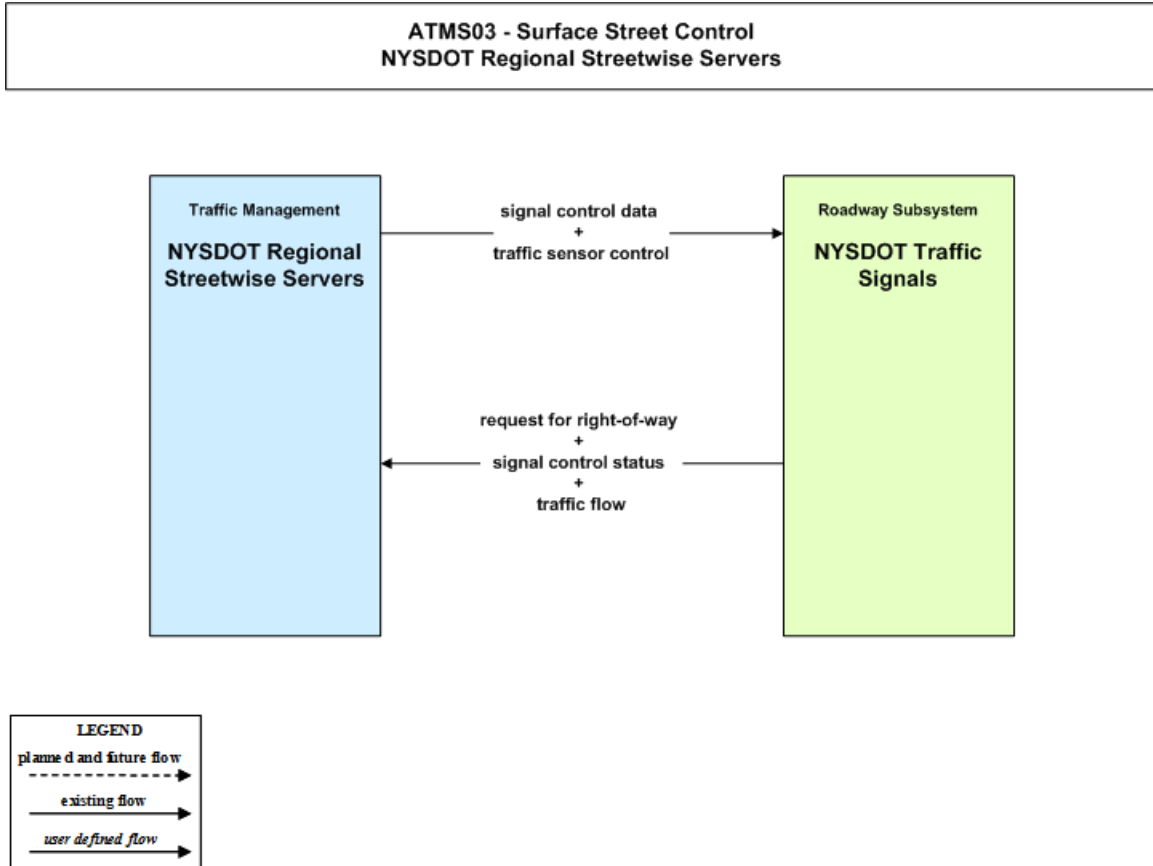 ATMS03 - Surface Street Control
NYSDOT Regional Streetwise Servers
Traffic Management
NYSDOT Regional
Streetwise Servers
signal control data
+
traffic sensor control
Roadway Subsystem
NYSDOT Traffic
Signals
request for right-of-way
+
signal control status
+
traffic flow
LEGEND
planned and future flow
existing flow
user defined flow